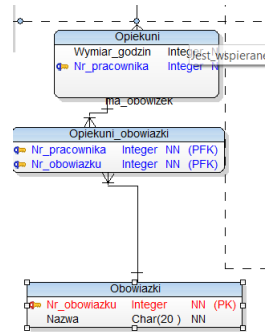 Opiekuni
Wymiar_godzin Integer N
Jest_wspierane
Nr_pracownika Integer N
ma_obowizek
Opiekuni_obowiazki
Nr_pracownika Integer NN (PFK)
Nr_obowiazku Integer NN (PFK)
Obowiazki
Nr_obowiazku Integer NN (PK)
Nazwa Char(20 ) NN